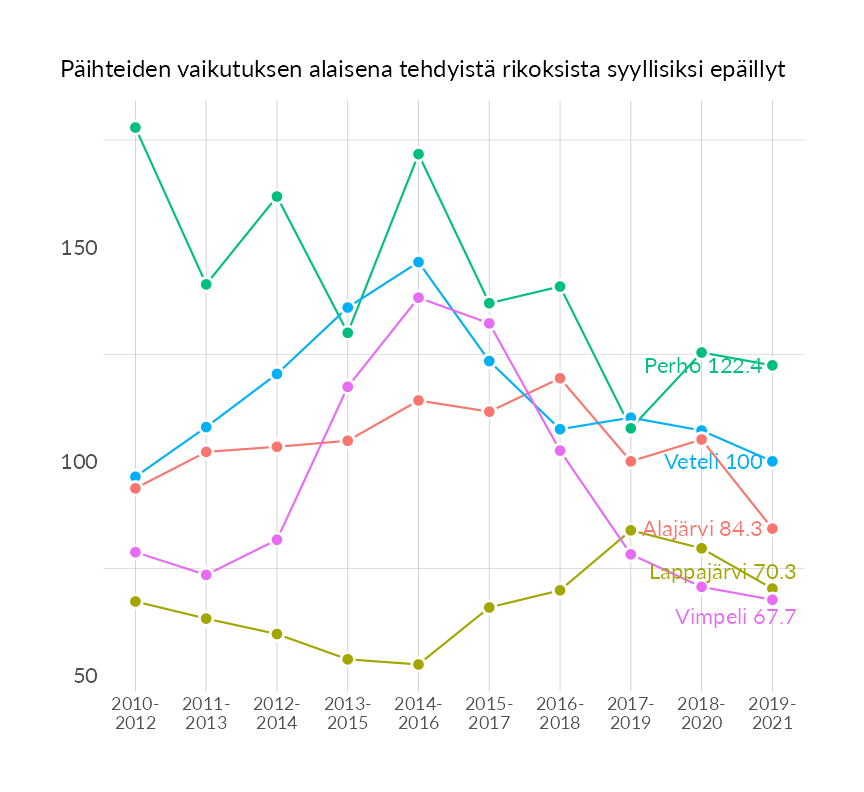 Päihteiden vaikutuksen alaisena tehdyistä rikoksista syyllisiksi epäillyt
150
100
50
Perho 122.4
Veteli 100
Alajärvi 84.3
Lappajärvi 70.3
Vimpeli 67.7
2010- 2011- 2012- 2013- 2014- 2015- 2016- 2017- 2018- 2019-
2012 2013 2014 2015 2016 2017 2018 2019 2020 2021